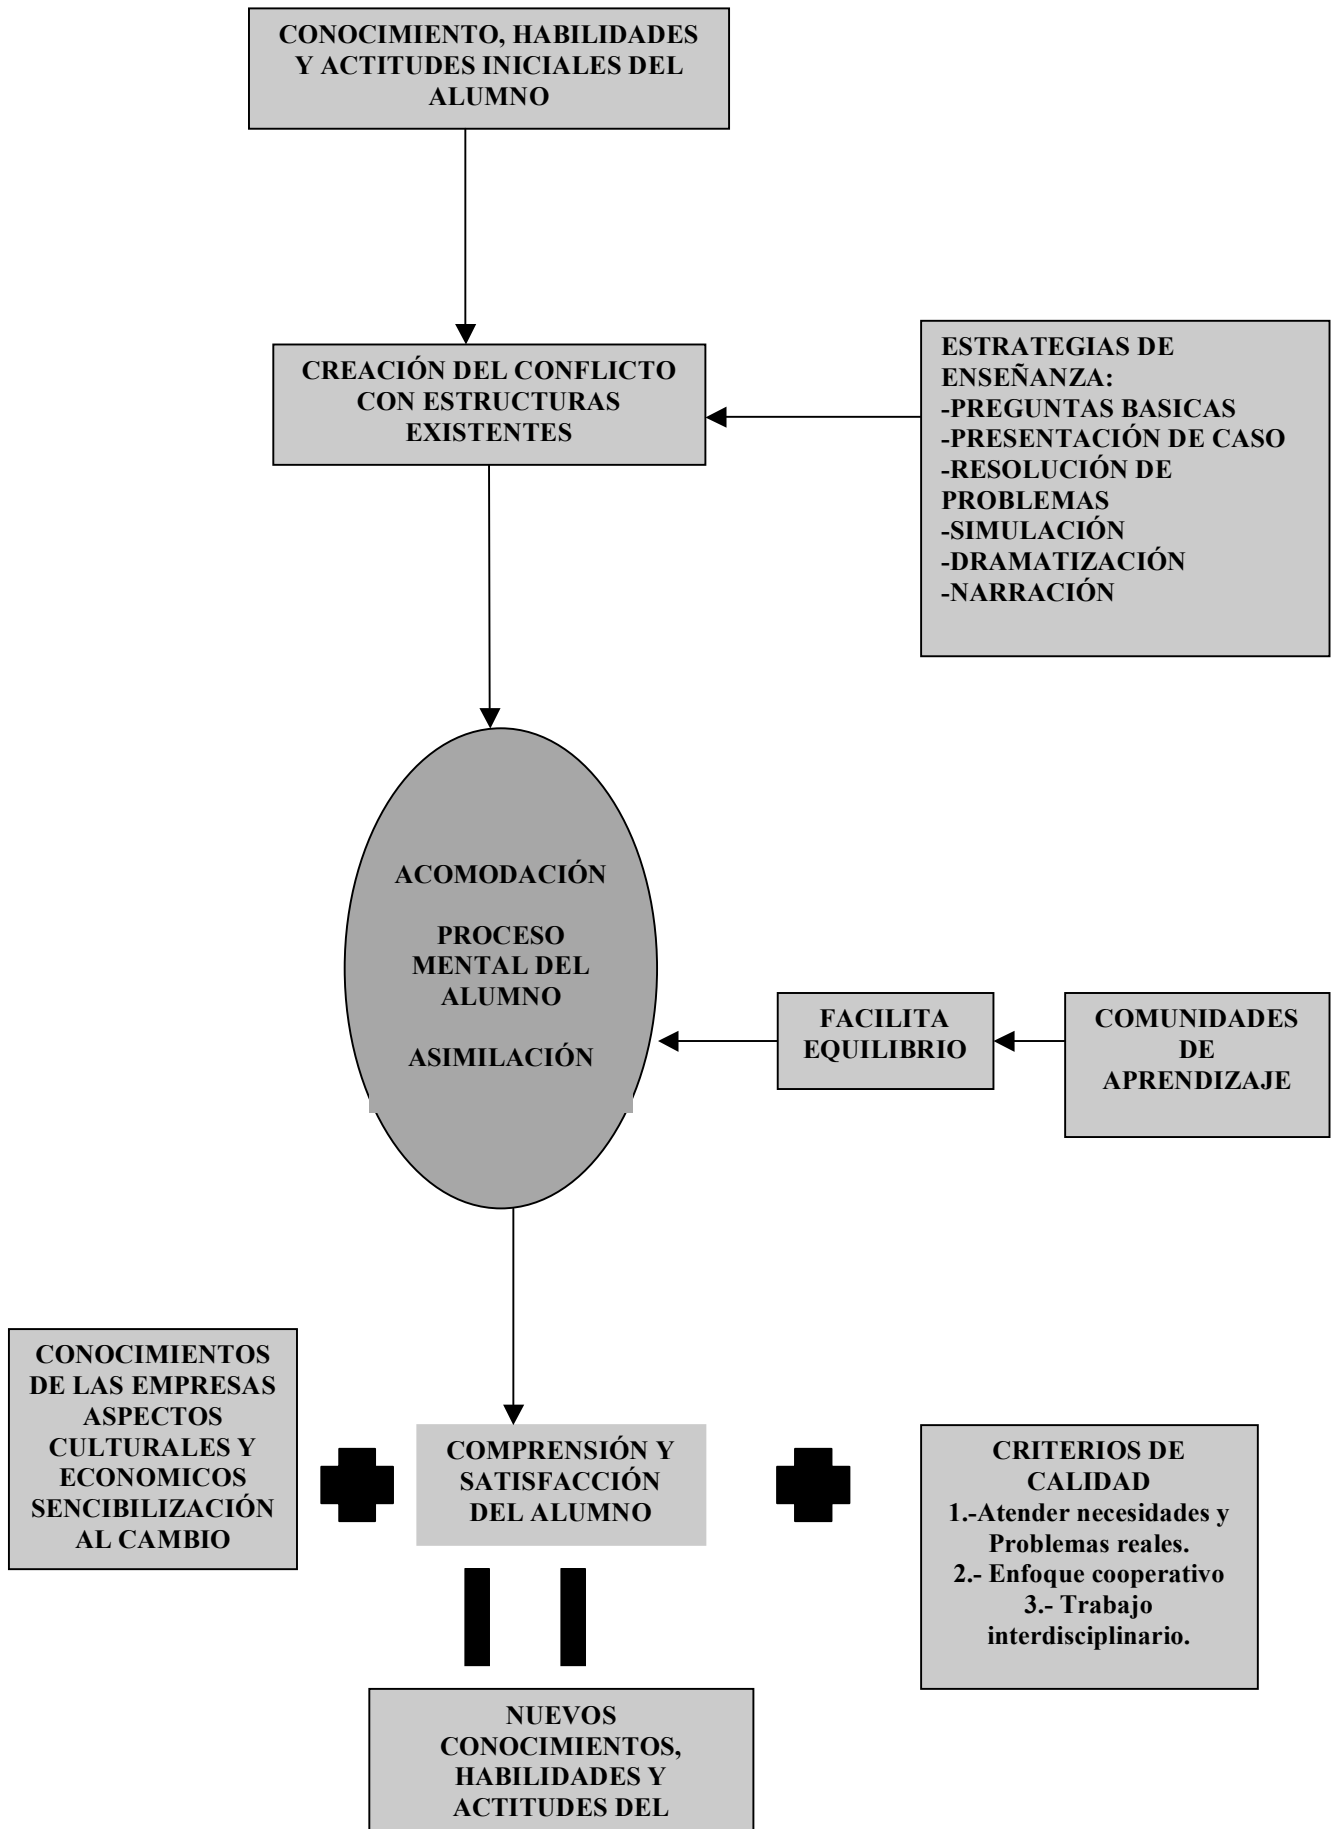 CONOCIMIENTO, HABILIDADES
Y ACTITUDES INICIALES DEL
ALUMNO
CREACIÓN DEL CONFLICTO
CON ESTRUCTURAS
EXISTENTES
ESTRATEGIAS DE
ENSEÑANZA:
-PREGUNTAS BASICAS
-PRESENTACIÓN DE CASO
-RESOLUCIÓN DE
PROBLEMAS
-SIMULACIÓN
-DRAMATIZACIÓN
-NARRACIÓN
ACOMODACIÓN
PROCESO
MENTAL DEL
ALUMNO
ASIMILACIÓN
FACILITA
EQUILIBRIO
COMUNIDADES
DE
APRENDIZAJE
CONOCIMIENTOS
DE LAS EMPRESAS
ASPECTOS
CULTURALES Y
ECONOMICOS
SENCIBILIZACIÓN
AL CAMBIO
COMPRENSIÓN Y
SATISFACCIÓN
DEL ALUMNO
CRITERIOS DE
CALIDAD
1.-Atender necesidades y
Problemas reales.
2.- Enfoque cooperativo
3.- Trabajo
interdisciplinario.
NUEVOS
CONOCIMIENTOS,
HABILIDADES Y
ACTITUDES DEL